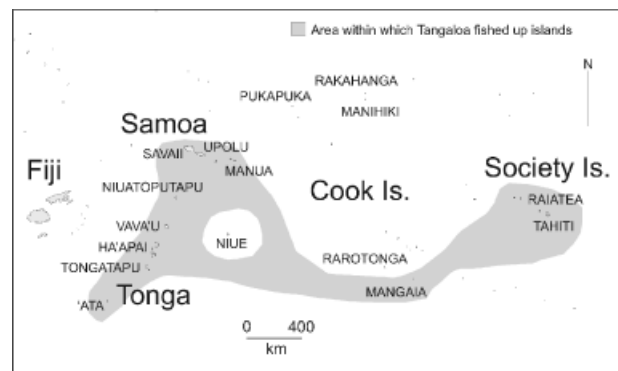 Area within which Tangaloa fished up islands
N
RAKAHANGA
PUKAPUKA
MANIHIKI
Samoa
SAVAII
UPOLU
MANUA
Fiji
Society Is.
NIUATOPUTAPU
Cook Is.
RAIATEA
TAHITI
VAVA'U
NIUE
HA'APAI
RAROTONGA
TONGATAPU
MANGAIA
'ATA
Tonga
0 400
km